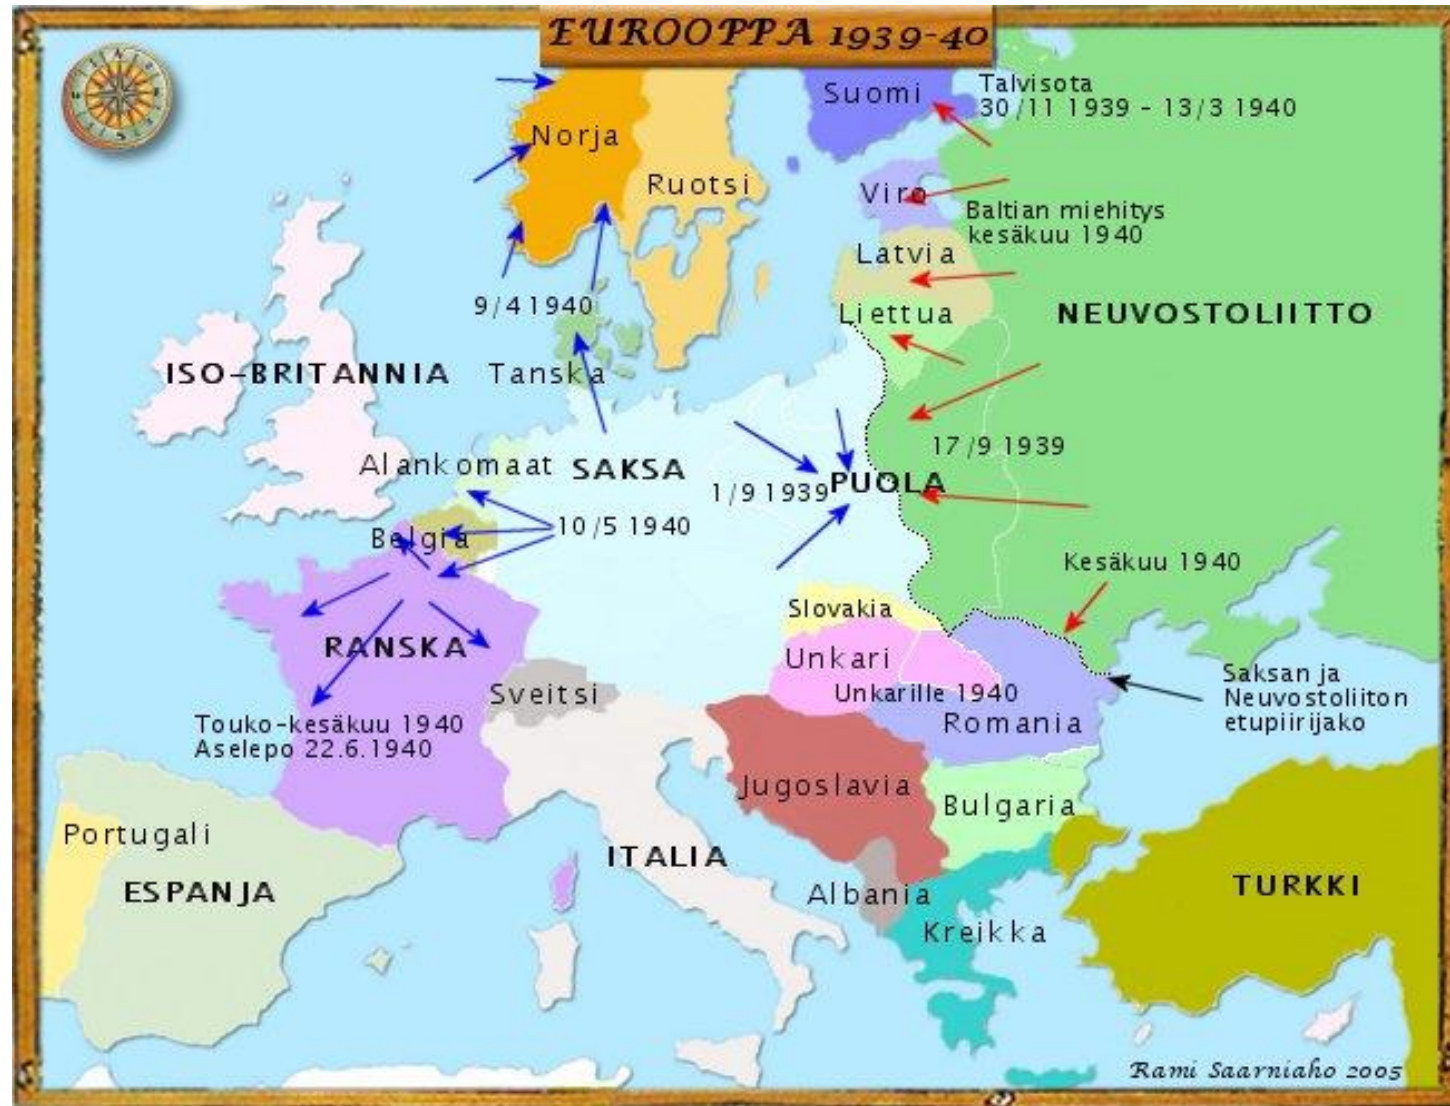 EUROOPPA 1939-40
Suomi
Talvisota
30/11 1939 - 13/3 1940
Norja
Ruotsi
Viro
Baltian miehitys
kesäkuu 1940
Latvia
9/4 1940
Liettua
NEUVOSTOLIITTO
ISO-BRITANNIA
Tanska
17/9 1939
Alankomaat
SAKSA
1/9 1939
PUOLA
Belgia
10/5 1940
Kesäkuu 1940
Slovakia
RANSKA
Unkari
Sveitsi
Unkarille 1940
Romania
Saksan ja
Neuvostoliiton
etupiirijako
Touko-kesäkuu 1940
Aselepo 22.6.1940
Jugoslavia
Bulgaria
Portugali
ITALIA
ESPANJA
Albania
TURKKI
Kreikka
Rami Saarniaho 2005